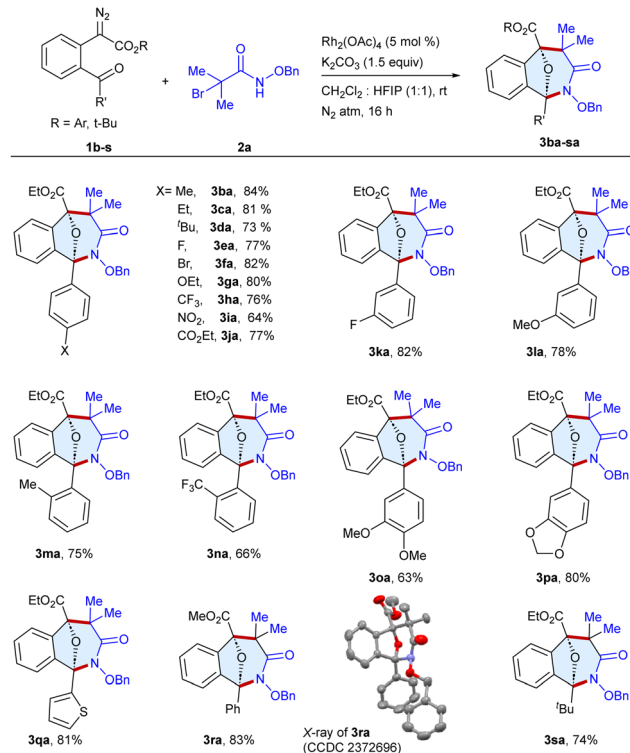 N2
CO2R
O
R'
R = Ar, t-Bu
1b-s
+
O
Me
Br
Me
N
H
OBn
2a
Rh2(OAc)4 (5 mol %)
K2CO3 (1.5 equiv)
CH2Cl2 : HFIP (1:1), rt
N2 atm, 16 h
RO2C
Me
Me
O
O
N
OBn
R'
3ba-sa
EtO2C
Me
Me
O
O
N
OBn
X
X= Me, 3ba, 84%
Et, 3ca, 81 %
tBu, 3da, 73 %
F, 3ea, 77%
Br, 3fa, 82%
OEt, 3ga, 80%
CF3, 3ha, 76%
NO2, 3ia, 64%
CO2Et, 3ja, 77%
EtO2C
Me
Me
O
O
N
OBn
F
3ka, 82%
EtO2C
Me
Me
O
O
N
MeO
3la, 78%
EtO2C
Me
Me
O
O
N
OBn
Me
3ma, 75%
EtO2C
Me
Me
O
O
N
OBn
F3C
3na, 66%
EtO2C
Me
Me
O
O
N
OBn
MeO
OMe
3oa, 63%
EtO2C
Me
Me
O
O
N
OBn
O
O
3pa, 80%
EtO2C
Me
Me
O
O
N
OBn
S
3qa, 81%
MeO2C
Me
Me
O
O
N
OBn
Ph
3ra, 83%
X-ray of 3ra
(CCDC 2372696)
EtO2C
Me
Me
O
O
N
OBn
tBu
3sa, 74%